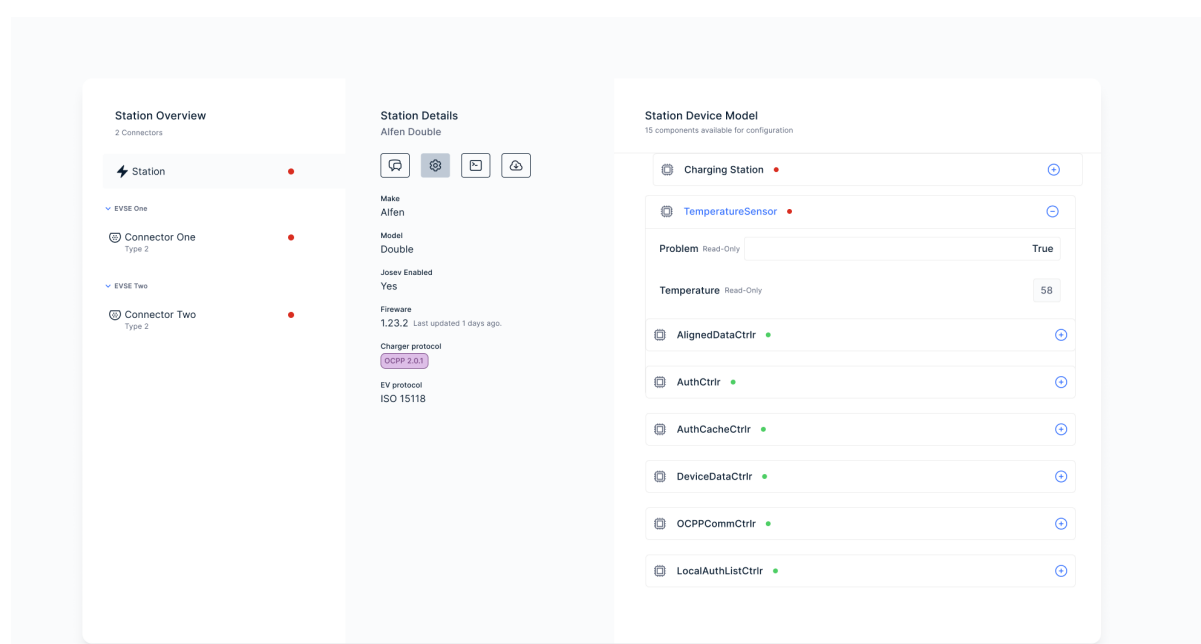 Station Overview
2 Connectors
Station
EVSE One
Connector One
Type 2
EVSE Two
Connector Two
Type 2
Station Details
Alfen Double
Make
Alfen
Model
Double
Josev Enabled
Yes
Fireware
1.23.2 Last updated 1 days ago.
Charger protocol
OCPP 2.0.1
EV protocol
ISO 15118
Station Device Model
15 components available for configuration
Charging Station
TemperatureSensor
Problem Read-Only True
Temperature Read-Only 58
AlignedDataCtrlr
AuthCtrlr
AuthCacheCtrlr
DeviceDataCtrlr
OCPPCommCtrlr
LocalAuthListCtrlr